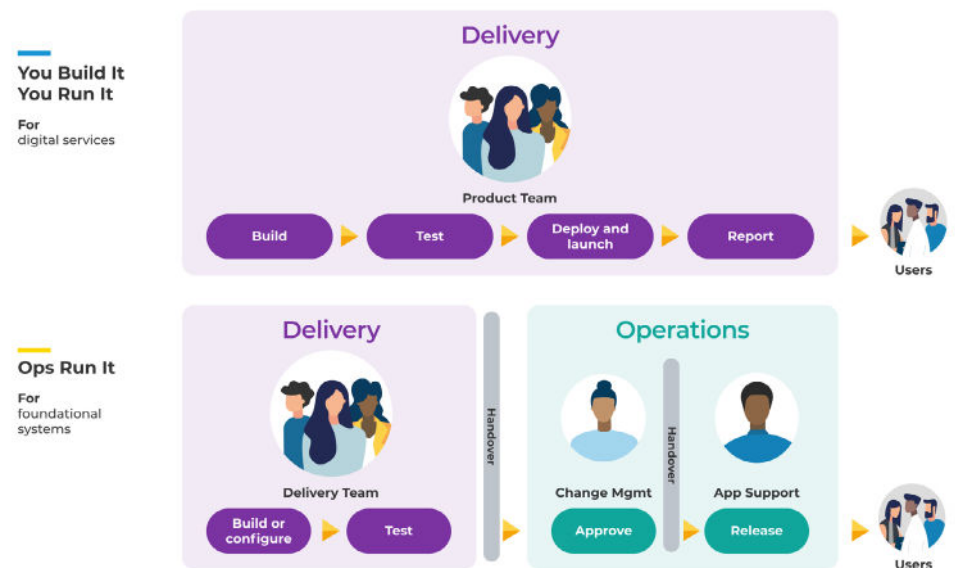 Delivery
You Build It
You Run It
For
digital services
Product Team
Build
Test
Deploy and
launch
Report
Users
Delivery
Operations
Ops Run It
For
foundational
systems
Handover
Handover
Delivery Team
Change Mgmt
App Support
Build or
configure
Test
Approve
Release
Users